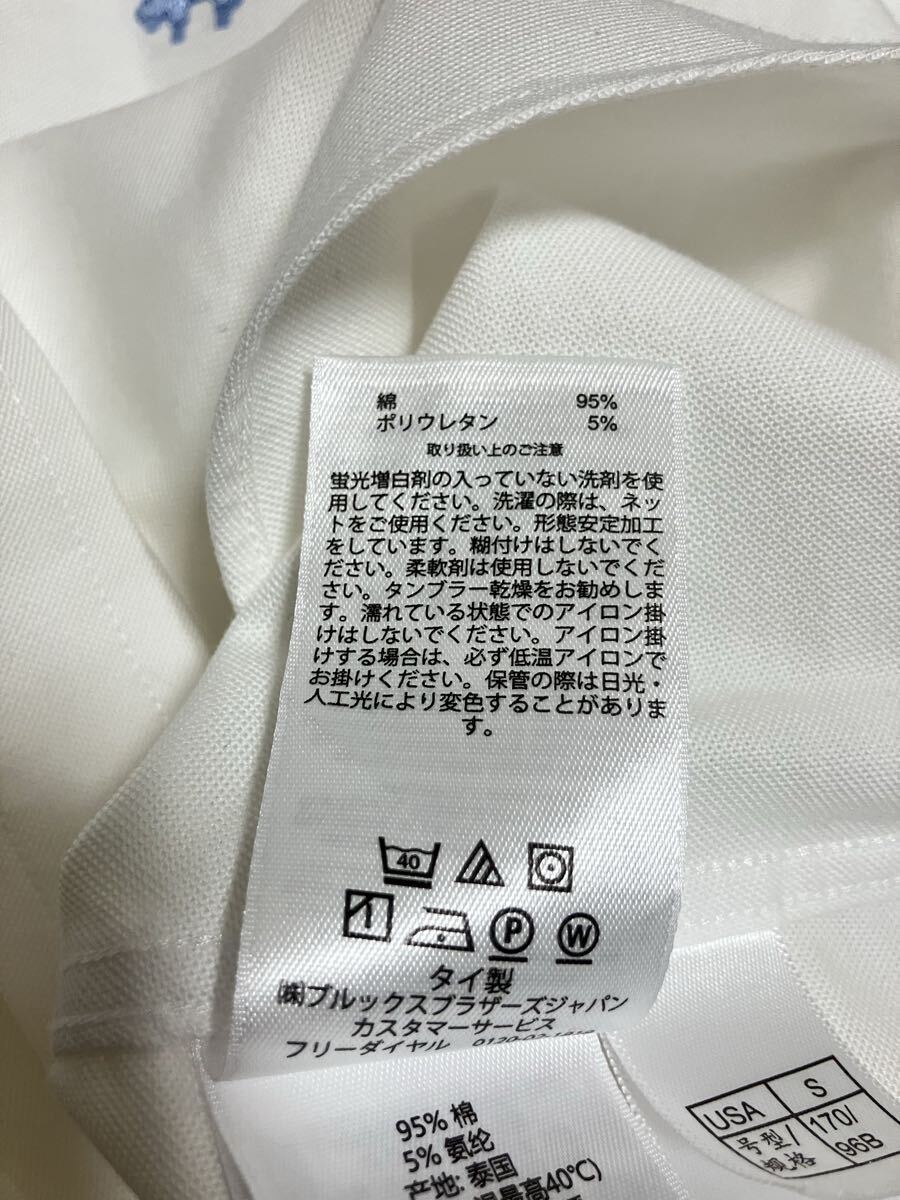 綿 95%
ポリウレタン 5%
取り扱い上のご注意
蛍光増白剤の入っていない洗剤を使
用してください。洗濯の際は、ネッ
トをご使用ください。形態安定加工
をしています。糊付けはしないでく
ださい。柔軟剤は使用しないでくだ
さい。タンブラー乾燥をお勧めしま
す。濡れている状態でのアイロン掛
けはしないでください。アイロン掛
けする場合は、必ず低温アイロンで
お掛けください。保管の際は日光・
人工光により変色することがありま
す。
40
P W
タイ製
㈱ブルックスブラザーズジャパン
カスタマーサービス
フリーダイヤル
95% 棉
5% 氨纶
产地: 泰国
温最高40℃)
USA S
号型/ 170/
规格 96B